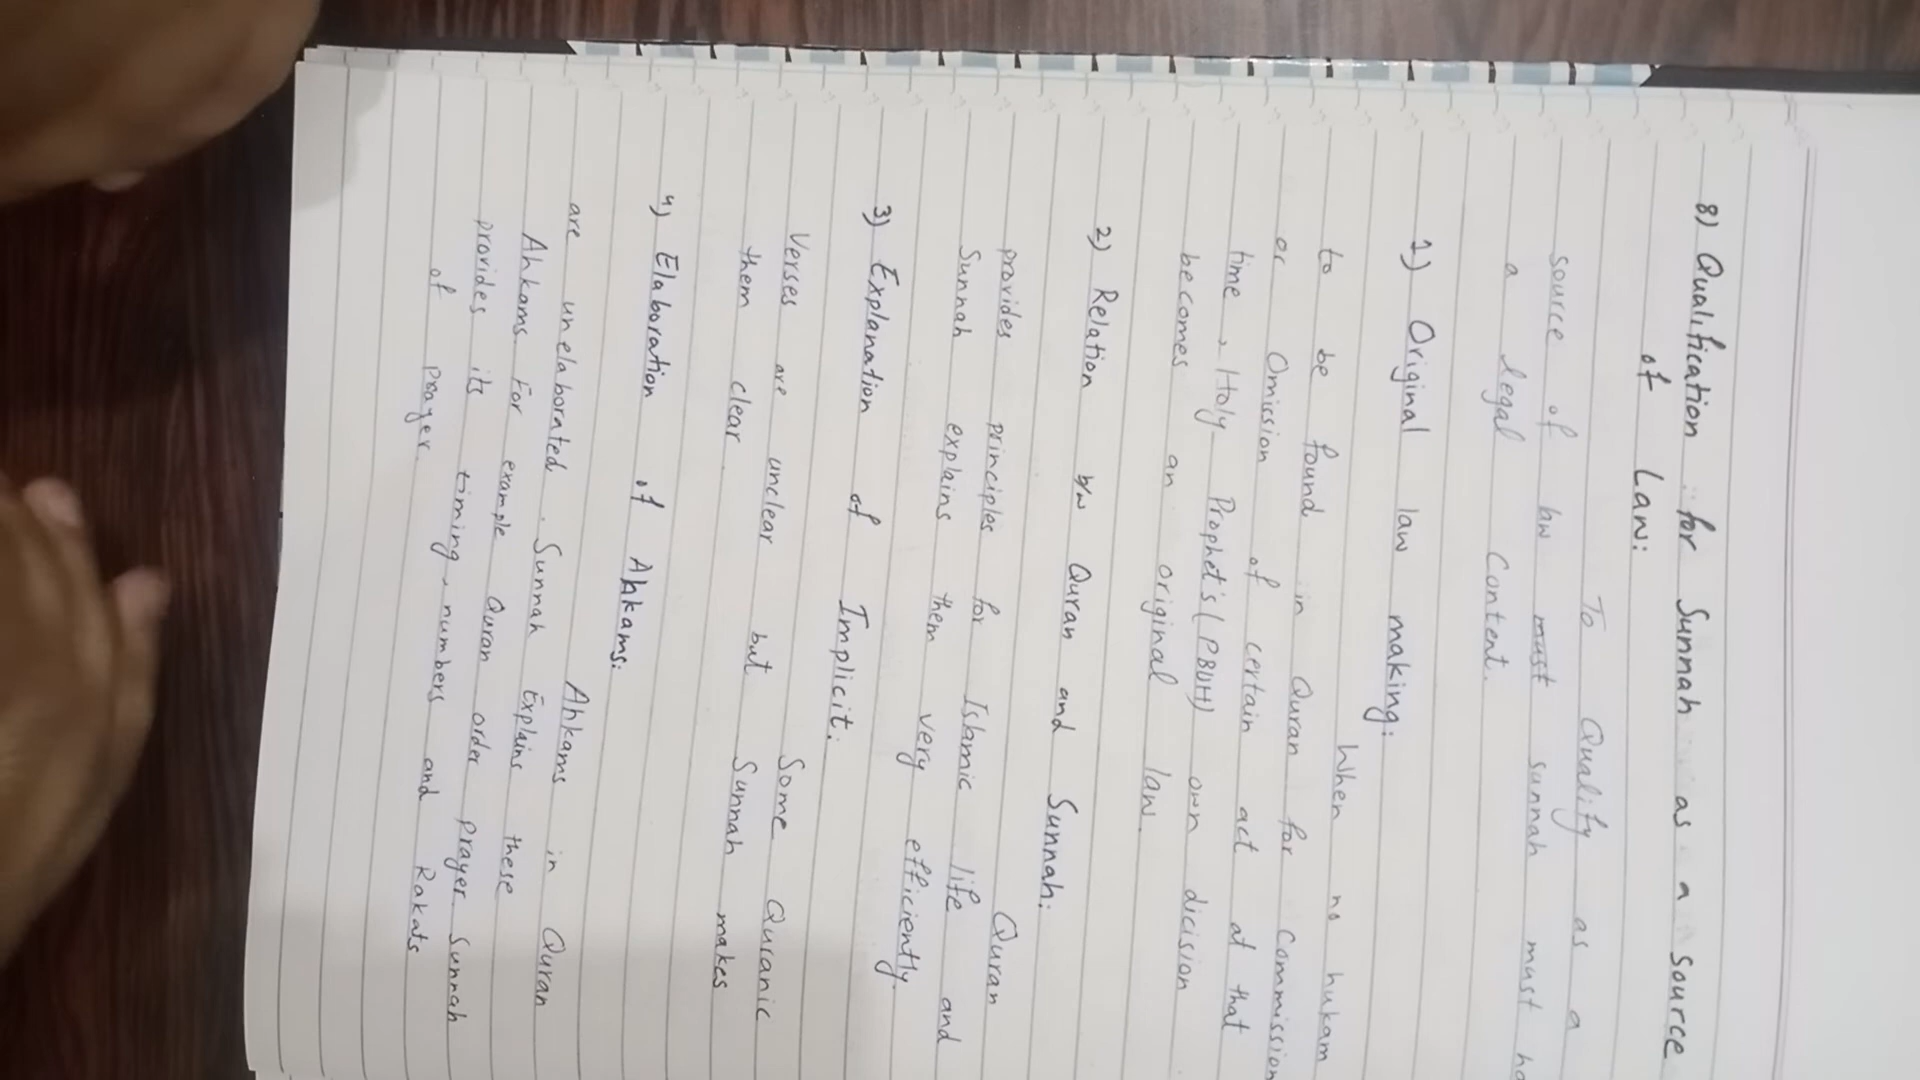 8) Qualification for Sunnah as a source
of Law:
To Qualify as a
source of law must sunnah must
a legal Content.
1) Original law making:
When no hukam
to be found in Quran for Commission
or Omission of certain act at that
time, Holy Prophet's (PBUH) own dicision
becomes an original law.
2) Relation b/w Quran and Sunnah:
Quran
provides principles for Islamic life and
Sunnah explains them very efficiently.
3) Explanation of Implicit:
Some Quranic
Verses are unclear but Sunnah makes
them clear.
4) Elaboration of Ahkams:
Ahkams in Quran
are unelaborated. Sunnah Explains these
Ahkams. For example Quran order prayer. Sunnah
provides its timing, numbers and Rakats
of prayer.